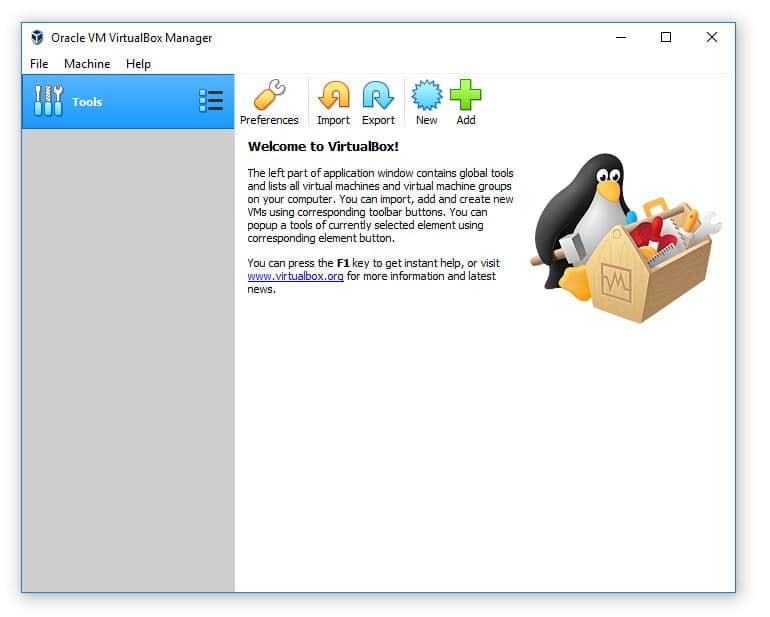 Oracle VM VirtualBox Manager
File Machine Help
Tools
Preferences Import Export New Add
Welcome to VirtualBox!
The left part of application window contains global tools
and lists all virtual machines and virtual machine groups
on your computer. You can import, add and create new
VMs using corresponding toolbar buttons. You can
popup a tools of currently selected element using
corresponding element button.
You can press the F1 key to get instant help, or visit
www.virtualbox.org for more information and latest
news.
VM